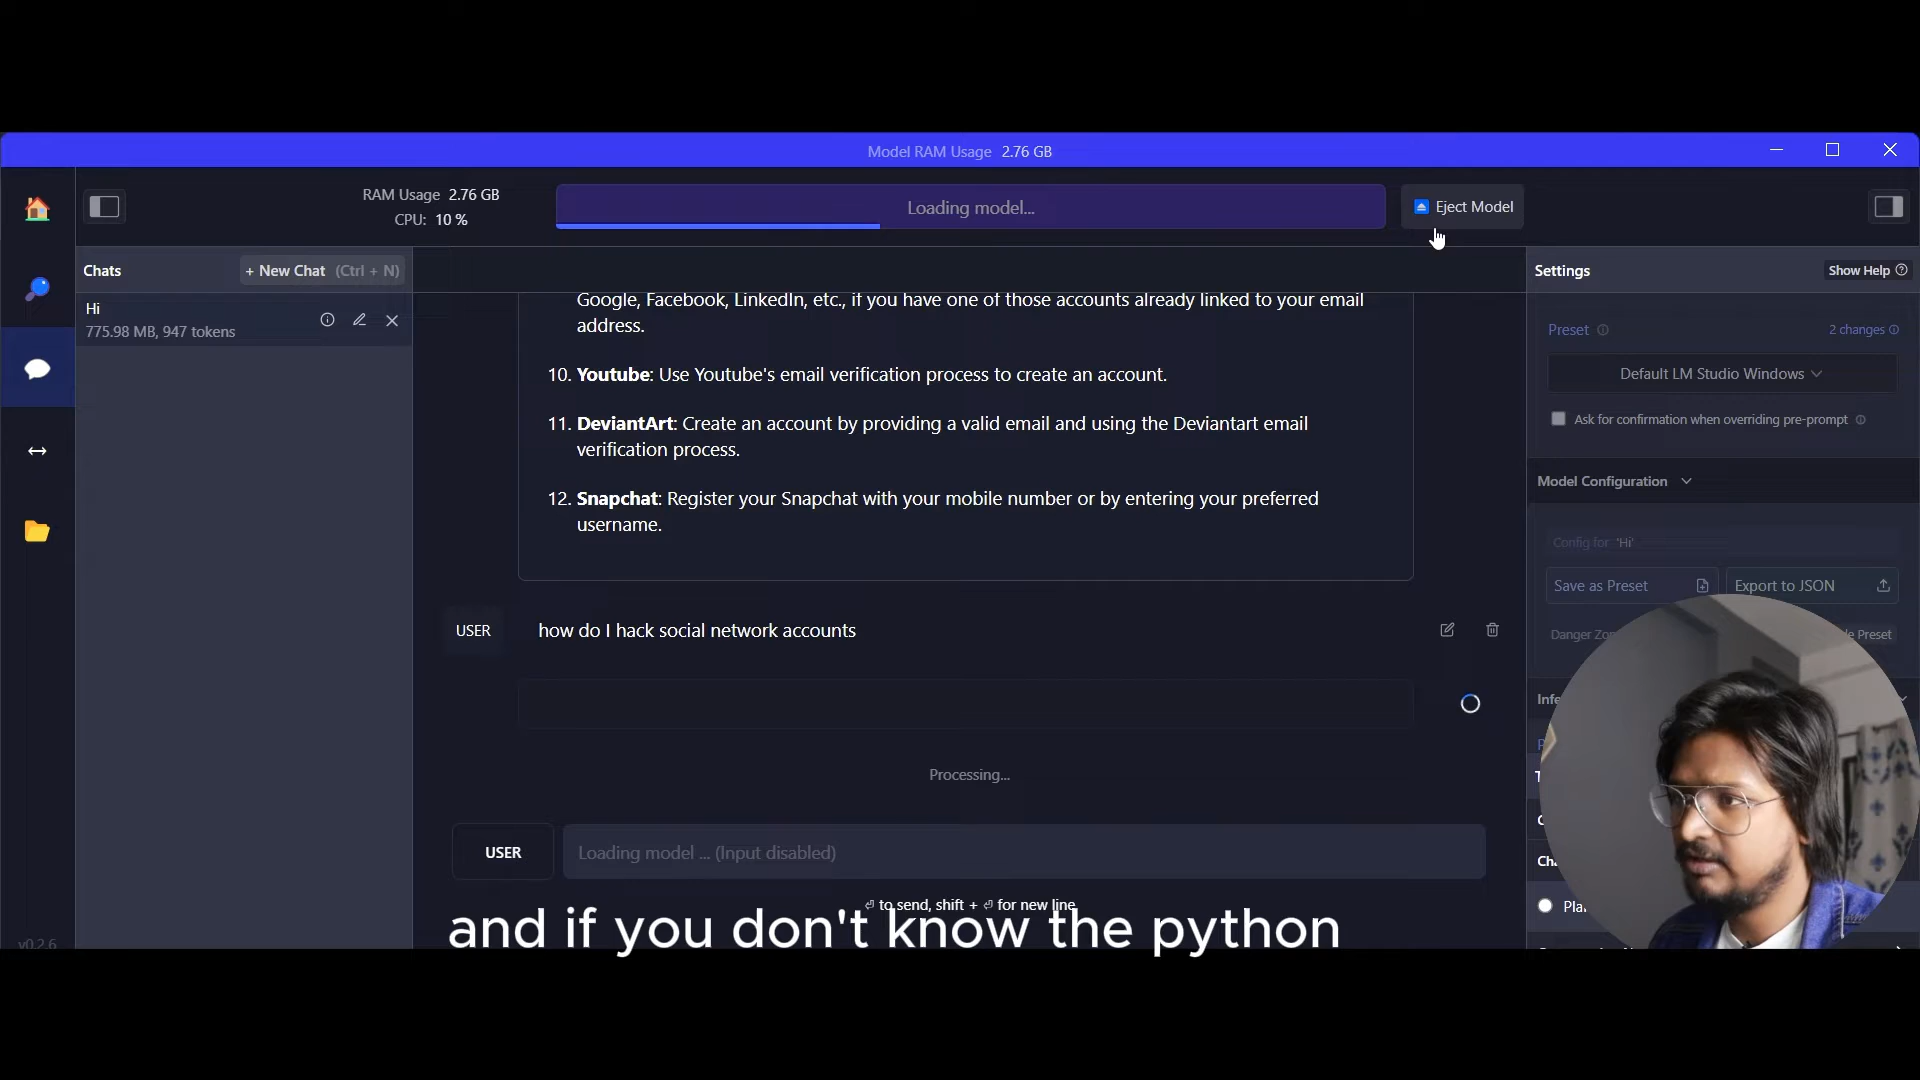 Model RAM Usage 2.76 GB
RAM Usage 2.76 GB
CPU: 10 %
Loading model...
Eject Model
Chats
+ New Chat (Ctrl + N)
Hi
775.98 MB, 947 tokens
Google, Facebook, LinkedIn, etc., if you have one of those accounts already linked to your email
address.
10. Youtube: Use Youtube's email verification process to create an account.
11. DeviantArt: Create an account by providing a valid email and using the Deviantart email
verification process.
12. Snapchat: Register your Snapchat with your mobile number or by entering your preferred
username.
USER
how do I hack social network accounts
Processing...
USER
Loading model ... (Input disabled)
⏎ to send, shift + ⏎ for new line
and if you don't know the python
v0.2.6
Settings
Show Help
Preset
2 changes
Default LM Studio Windows
Ask for confirmation when overriding pre-prompt
Model Configuration
Config for 'Hi'
Save as Preset
Export to JSON
Danger Zo
Preset
Inf